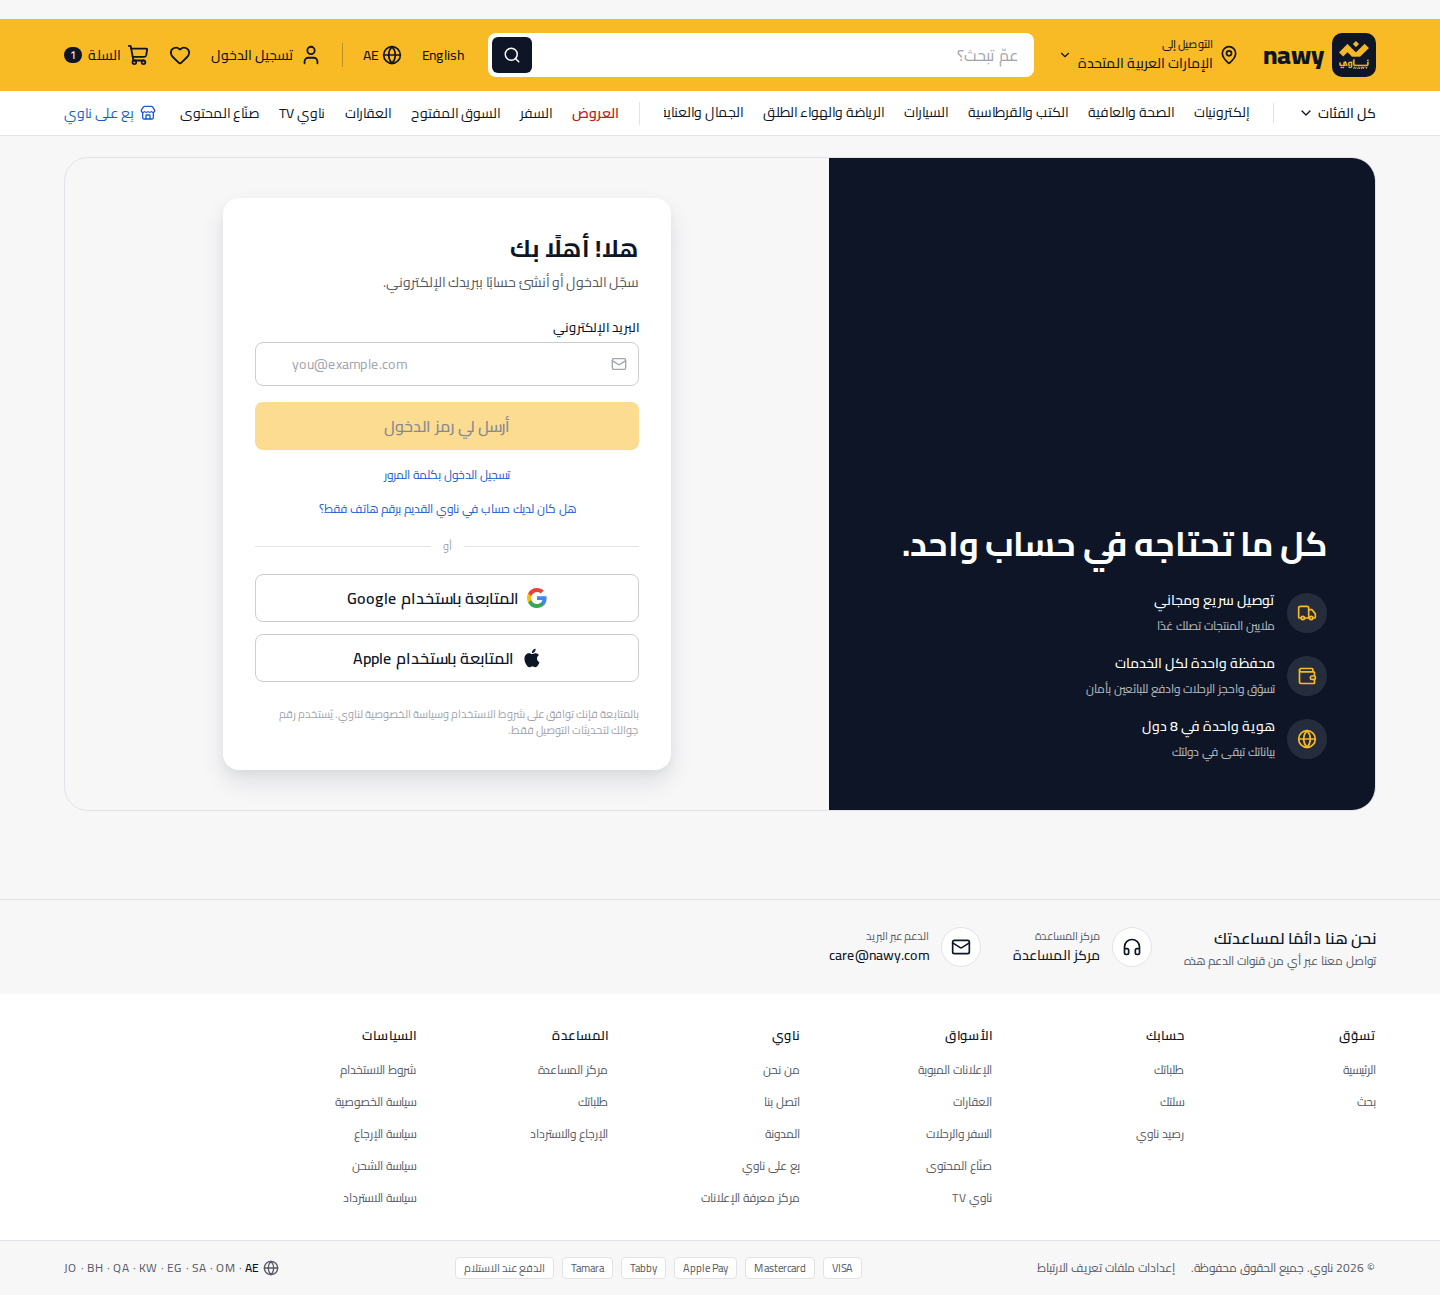 نـــاوي
NAWY
nawy
التوصيل إلى
الإمارات العربية المتحدة
عمّ تبحث؟
English
AE
تسجيل الدخول
السلة
1
كل الفئات
إلكترونيات
الصحة والعافية
الكتب والقرطاسية
السيارات
الرياضة والهواء الطلق
الجمال والعناية
العروض
السفر
السوق المفتوح
العقارات
ناوي TV
صنّاع المحتوى
بِع على ناوي
كل ما تحتاجه في حساب واحد.
توصيل سريع ومجاني
ملايين المنتجات تصلك غدًا
محفظة واحدة لكل الخدمات
تسوّق واحجز الرحلات وادفع للبائعين بأمان
هوية واحدة في 8 دول
بياناتك تبقى في دولتك
هلا! أهلًا بك
سجّل الدخول أو أنشئ حسابًا ببريدك الإلكتروني.
البريد الإلكتروني
you@example.com
أرسل لي رمز الدخول
تسجيل الدخول بكلمة المرور
هل كان لديك حساب في ناوي القديم برقم هاتف فقط؟
أو
المتابعة باستخدام Google
المتابعة باستخدام Apple
بالمتابعة فإنك توافق على شروط الاستخدام وسياسة الخصوصية لناوي. يُستخدم رقم
جوالك لتحديثات التوصيل فقط.
نحن هنا دائمًا لمساعدتك
تواصل معنا عبر أي من قنوات الدعم هذه
مركز المساعدة
مركز المساعدة
الدعم عبر البريد
care@nawy.com
تسوّق
الرئيسية
بحث
حسابك
طلباتك
سلتك
رصيد ناوي
الأسواق
الإعلانات المبوبة
العقارات
السفر والرحلات
صنّاع المحتوى
ناوي TV
ناوي
من نحن
اتصل بنا
المدونة
بِع على ناوي
مركز معرفة الإعلانات
المساعدة
مركز المساعدة
طلباتك
الإرجاع والاسترداد
السياسات
شروط الاستخدام
سياسة الخصوصية
سياسة الإرجاع
سياسة الشحن
سياسة الاسترداد
© 2026 ناوي. جميع الحقوق محفوظة.
إعدادات ملفات تعريف الارتباط
VISA
Mastercard
Apple Pay
Tabby
Tamara
الدفع عند الاستلام
JO · BH · QA · KW · EG · SA · OM · AE